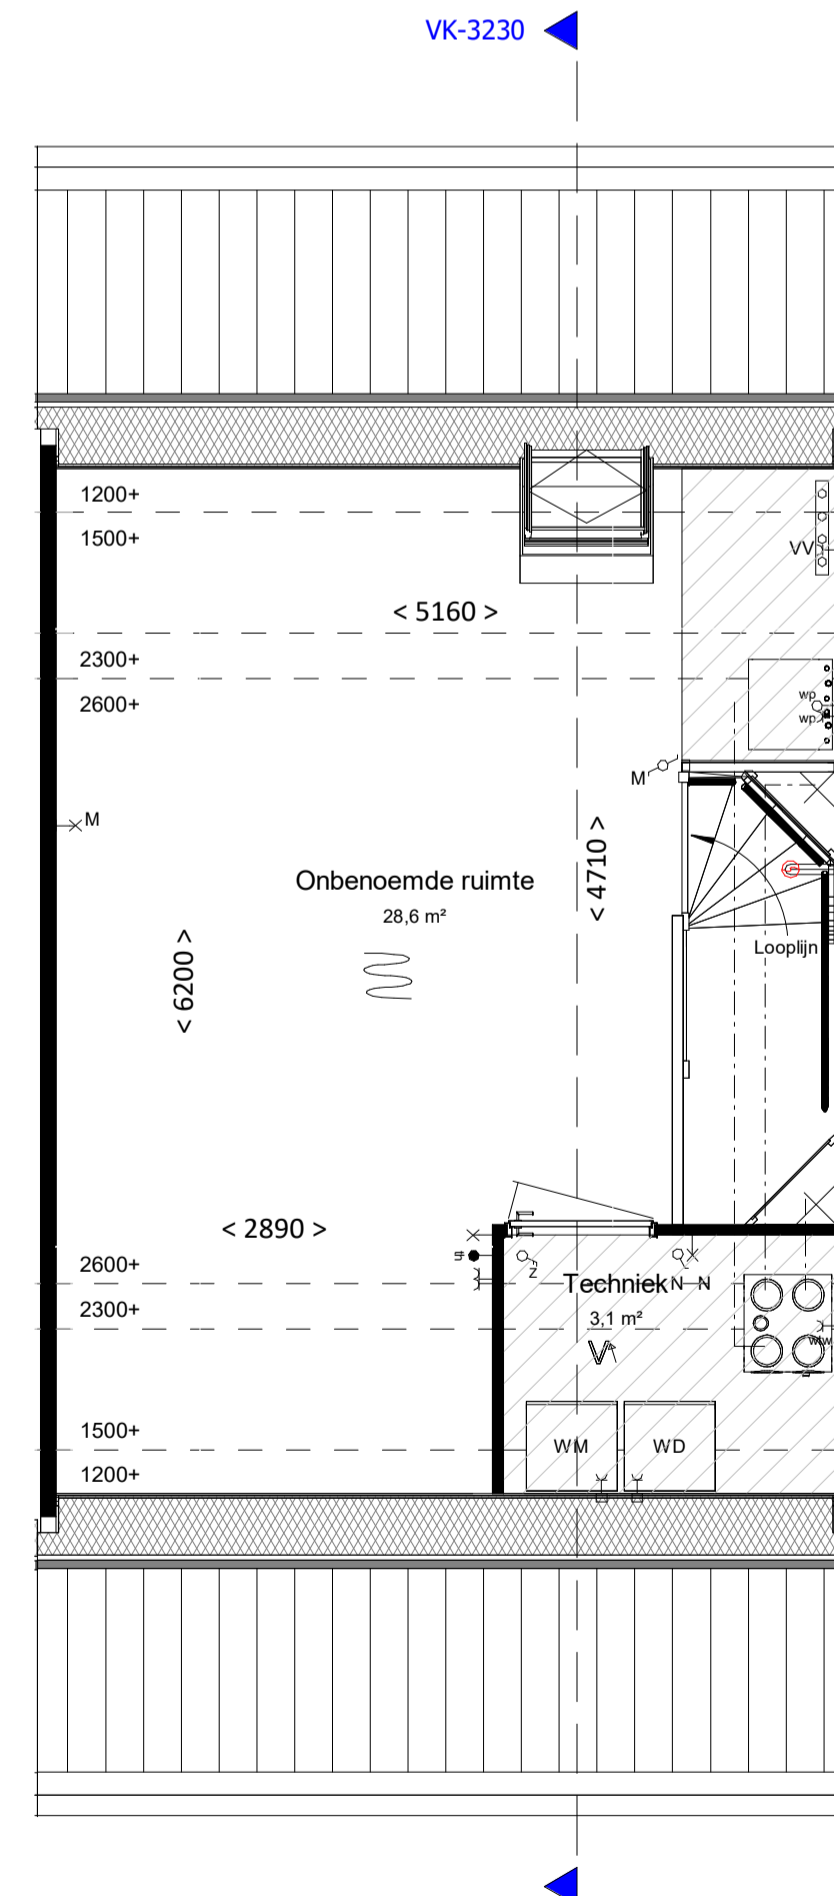 VK-3230
1200+
1500+
VV
< 5160 >
2300+
2600+
wp
wp
M
M
< 4710 >
Onbenoemde ruimte
28,6 m²
Looplijn
< 6200 >
< 2890 >
2600+
Z
Techniek
N N
2300+
3,1 m²
wtw
1500+
WM
WD
1200+